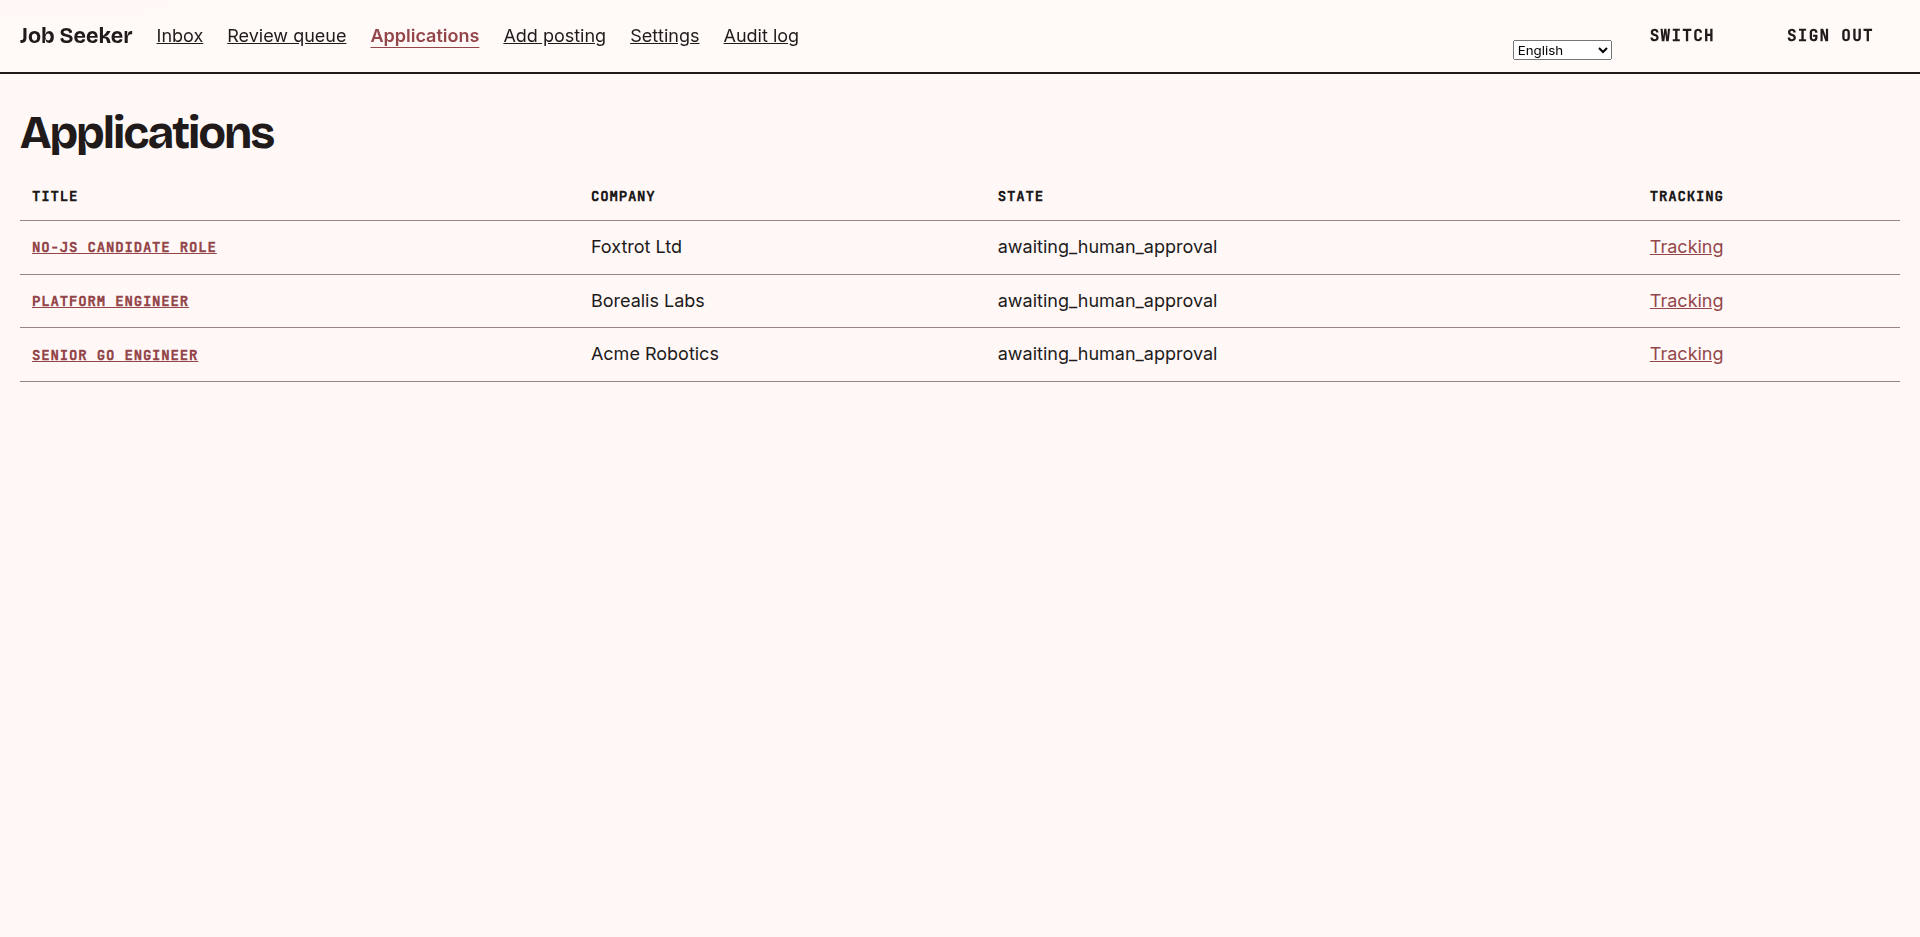 Job Seeker Inbox Review queue Applications Add posting Settings Audit log English SWITCH SIGN OUT
Applications
TITLE COMPANY STATE TRACKING
NO-JS CANDIDATE ROLE Foxtrot Ltd awaiting_human_approval Tracking
PLATFORM ENGINEER Borealis Labs awaiting_human_approval Tracking
SENIOR GO ENGINEER Acme Robotics awaiting_human_approval Tracking